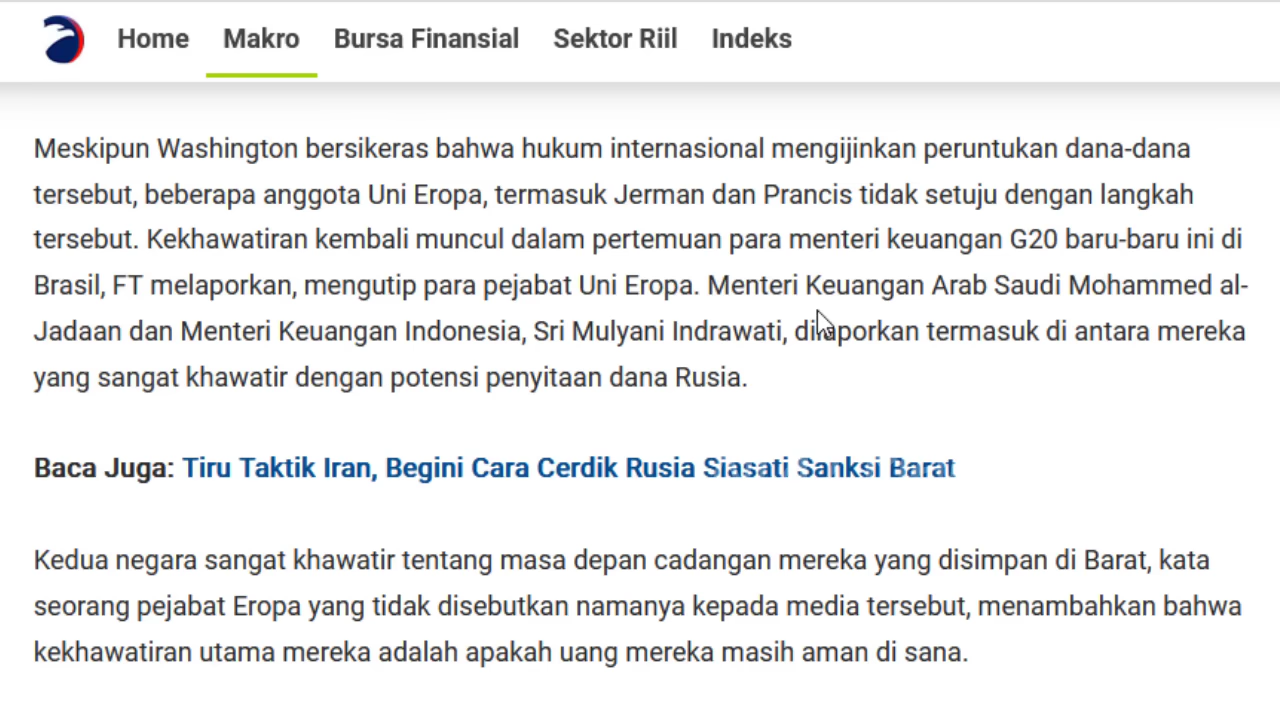 Home Makro Bursa Finansial Sektor Riil Indeks
Meskipun Washington bersikeras bahwa hukum internasional mengijinkan peruntukan dana-dana
tersebut, beberapa anggota Uni Eropa, termasuk Jerman dan Prancis tidak setuju dengan langkah
tersebut. Kekhawatiran kembali muncul dalam pertemuan para menteri keuangan G20 baru-baru ini di
Brasil, FT melaporkan, mengutip para pejabat Uni Eropa. Menteri Keuangan Arab Saudi Mohammed al-
Jadaan dan Menteri Keuangan Indonesia, Sri Mulyani Indrawati, dilaporkan termasuk di antara mereka
yang sangat khawatir dengan potensi penyitaan dana Rusia.
Baca Juga: Tiru Taktik Iran, Begini Cara Cerdik Rusia Siasati Sanksi Barat
Kedua negara sangat khawatir tentang masa depan cadangan mereka yang disimpan di Barat, kata
seorang pejabat Eropa yang tidak disebutkan namanya kepada media tersebut, menambahkan bahwa
kekhawatiran utama mereka adalah apakah uang mereka masih aman di sana.